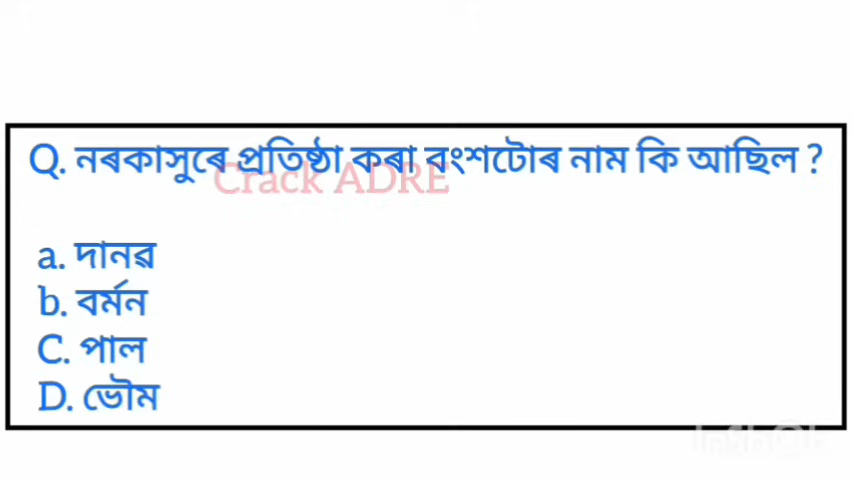 Q. নৰকাসুৰে প্ৰতিষ্ঠা কৰা বংশটোৰ নাম কি আছিল ?
Crack ADRE
a. দানৱ
b. বৰ্মন
C. পাল
D. ভৌম